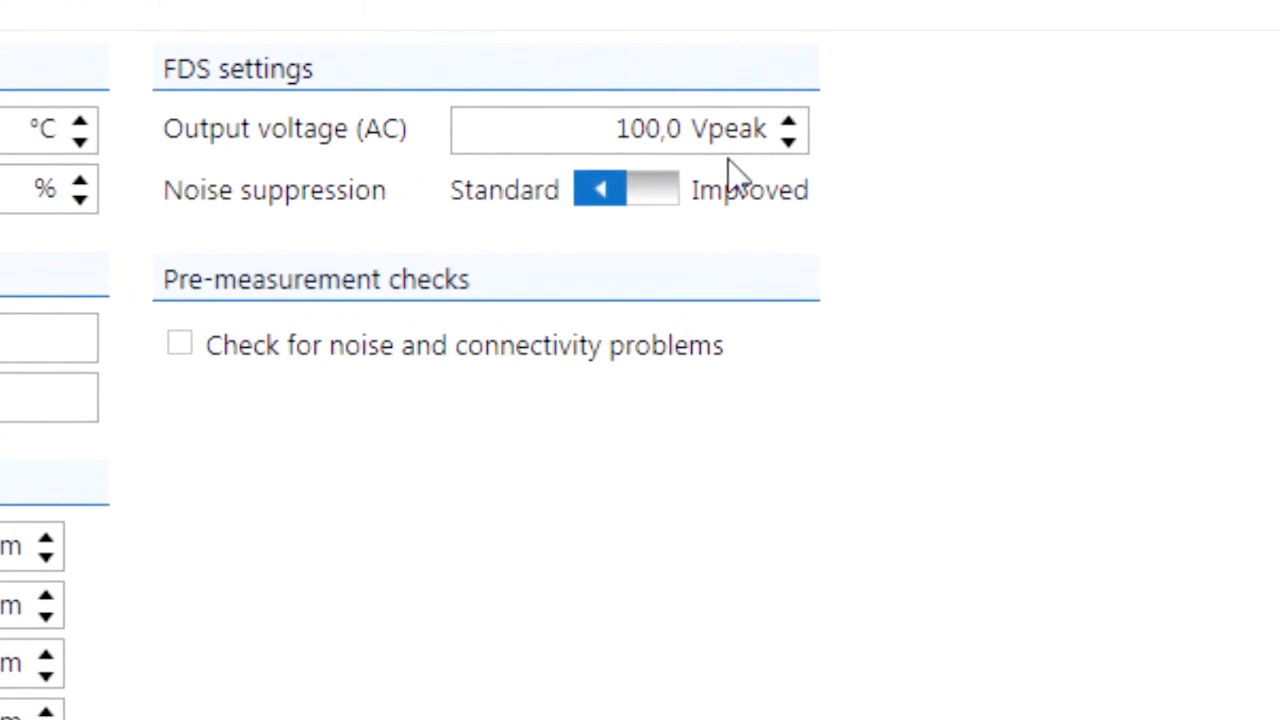 FDS settings
°C
Output voltage (AC) 100,0 Vpeak
%
Noise suppression Standard Improved
Pre-measurement checks
Check for noise and connectivity problems
m
m
m
m